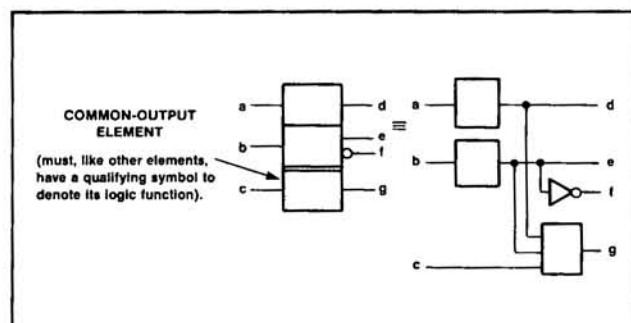 COMMON-OUTPUT
ELEMENT
(must, like other elements,
have a qualifying symbol to
denote its logic function).
a
b
c
d
e
f
g
≡
a
b
c
d
e
f
g